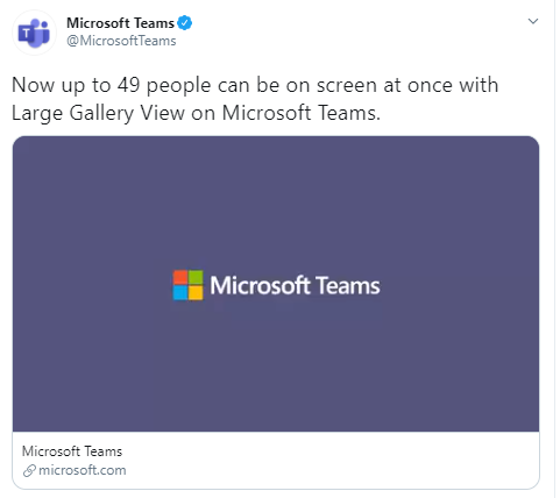 Microsoft Teams
@MicrosoftTeams
Now up to 49 people can be on screen at once with
Large Gallery View on Microsoft Teams.
Microsoft Teams
Microsoft Teams
microsoft.com